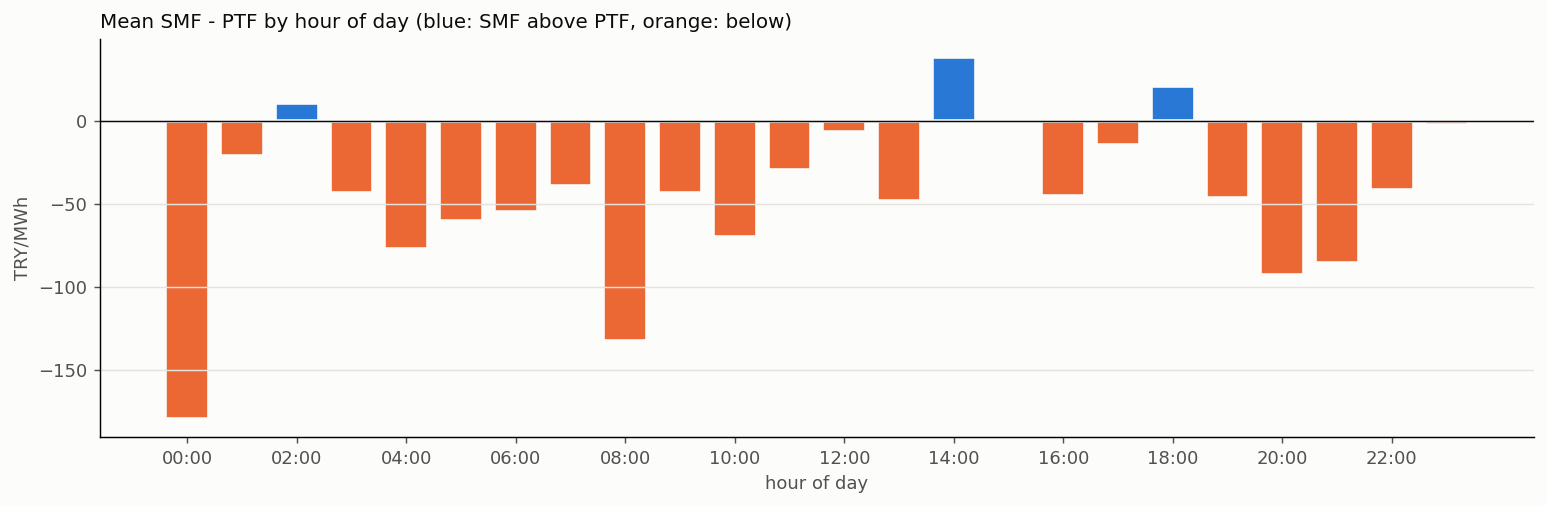 Mean SMF - PTF by hour of day (blue: SMF above PTF, orange: below)
TRY/MWh
0
−50
−100
−150
00:00 02:00 04:00 06:00 08:00 10:00 12:00 14:00 16:00 18:00 20:00 22:00
hour of day